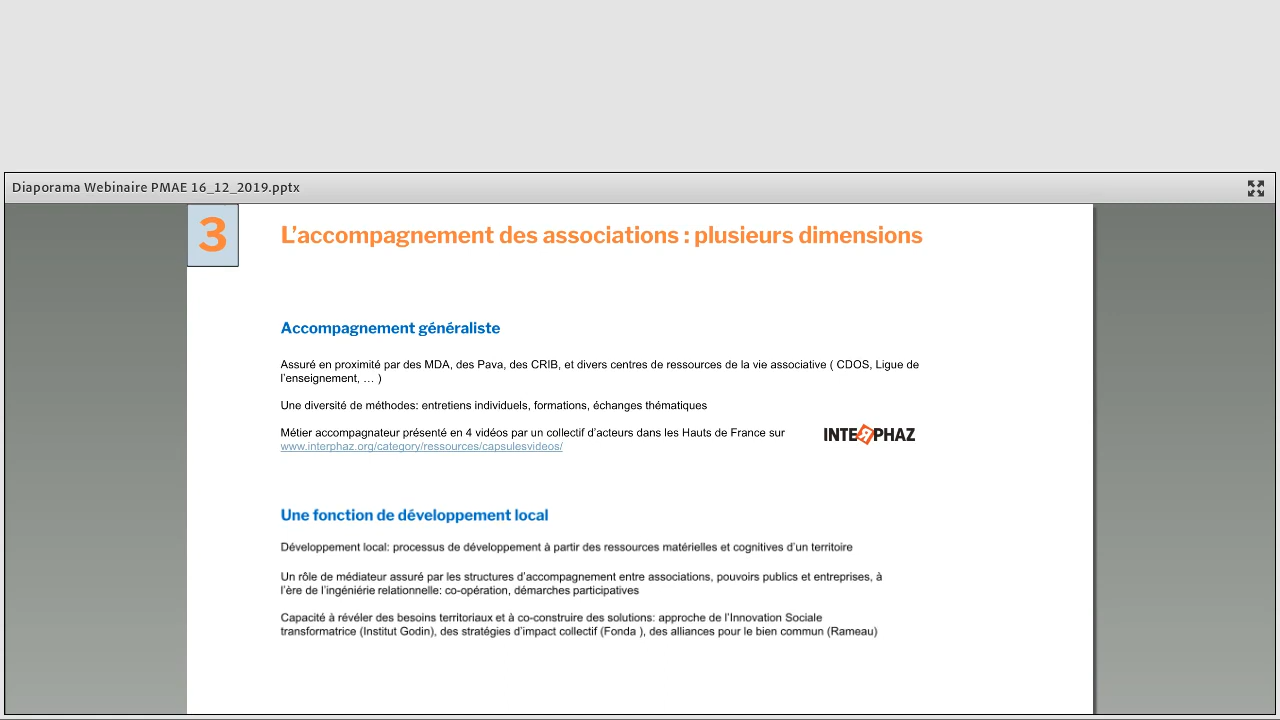 Diaporama Webinaire PMAE 16_12_2019.pptx
3
L'accompagnement des associations : plusieurs dimensions
Accompagnement généraliste
Assuré en proximité par des MDA, des Pava, des CRIB, et divers centres de ressources de la vie associative ( CDOS, Ligue de
l'enseignement, … )
Une diversité de méthodes: entretiens individuels, formations, échanges thématiques
Métier accompagnateur présenté en 4 vidéos par un collectif d'acteurs dans les Hauts de France sur
www.interphaz.org/category/ressources/capsulesvideos/
INTERPHAZ
Une fonction de développement local
Développement local: processus de développement à partir des ressources matérielles et cognitives d'un territoire
Un rôle de médiateur assuré par les structures d'accompagnement entre associations, pouvoirs publics et entreprises, à
l'ère de l'ingéniérie relationnelle: co-opération, démarches participatives
Capacité à révéler des besoins territoriaux et à co-construire des solutions: approche de l'Innovation Sociale
transformatrice (Institut Godin), des stratégies d'impact collectif (Fonda ), des alliances pour le bien commun (Rameau)